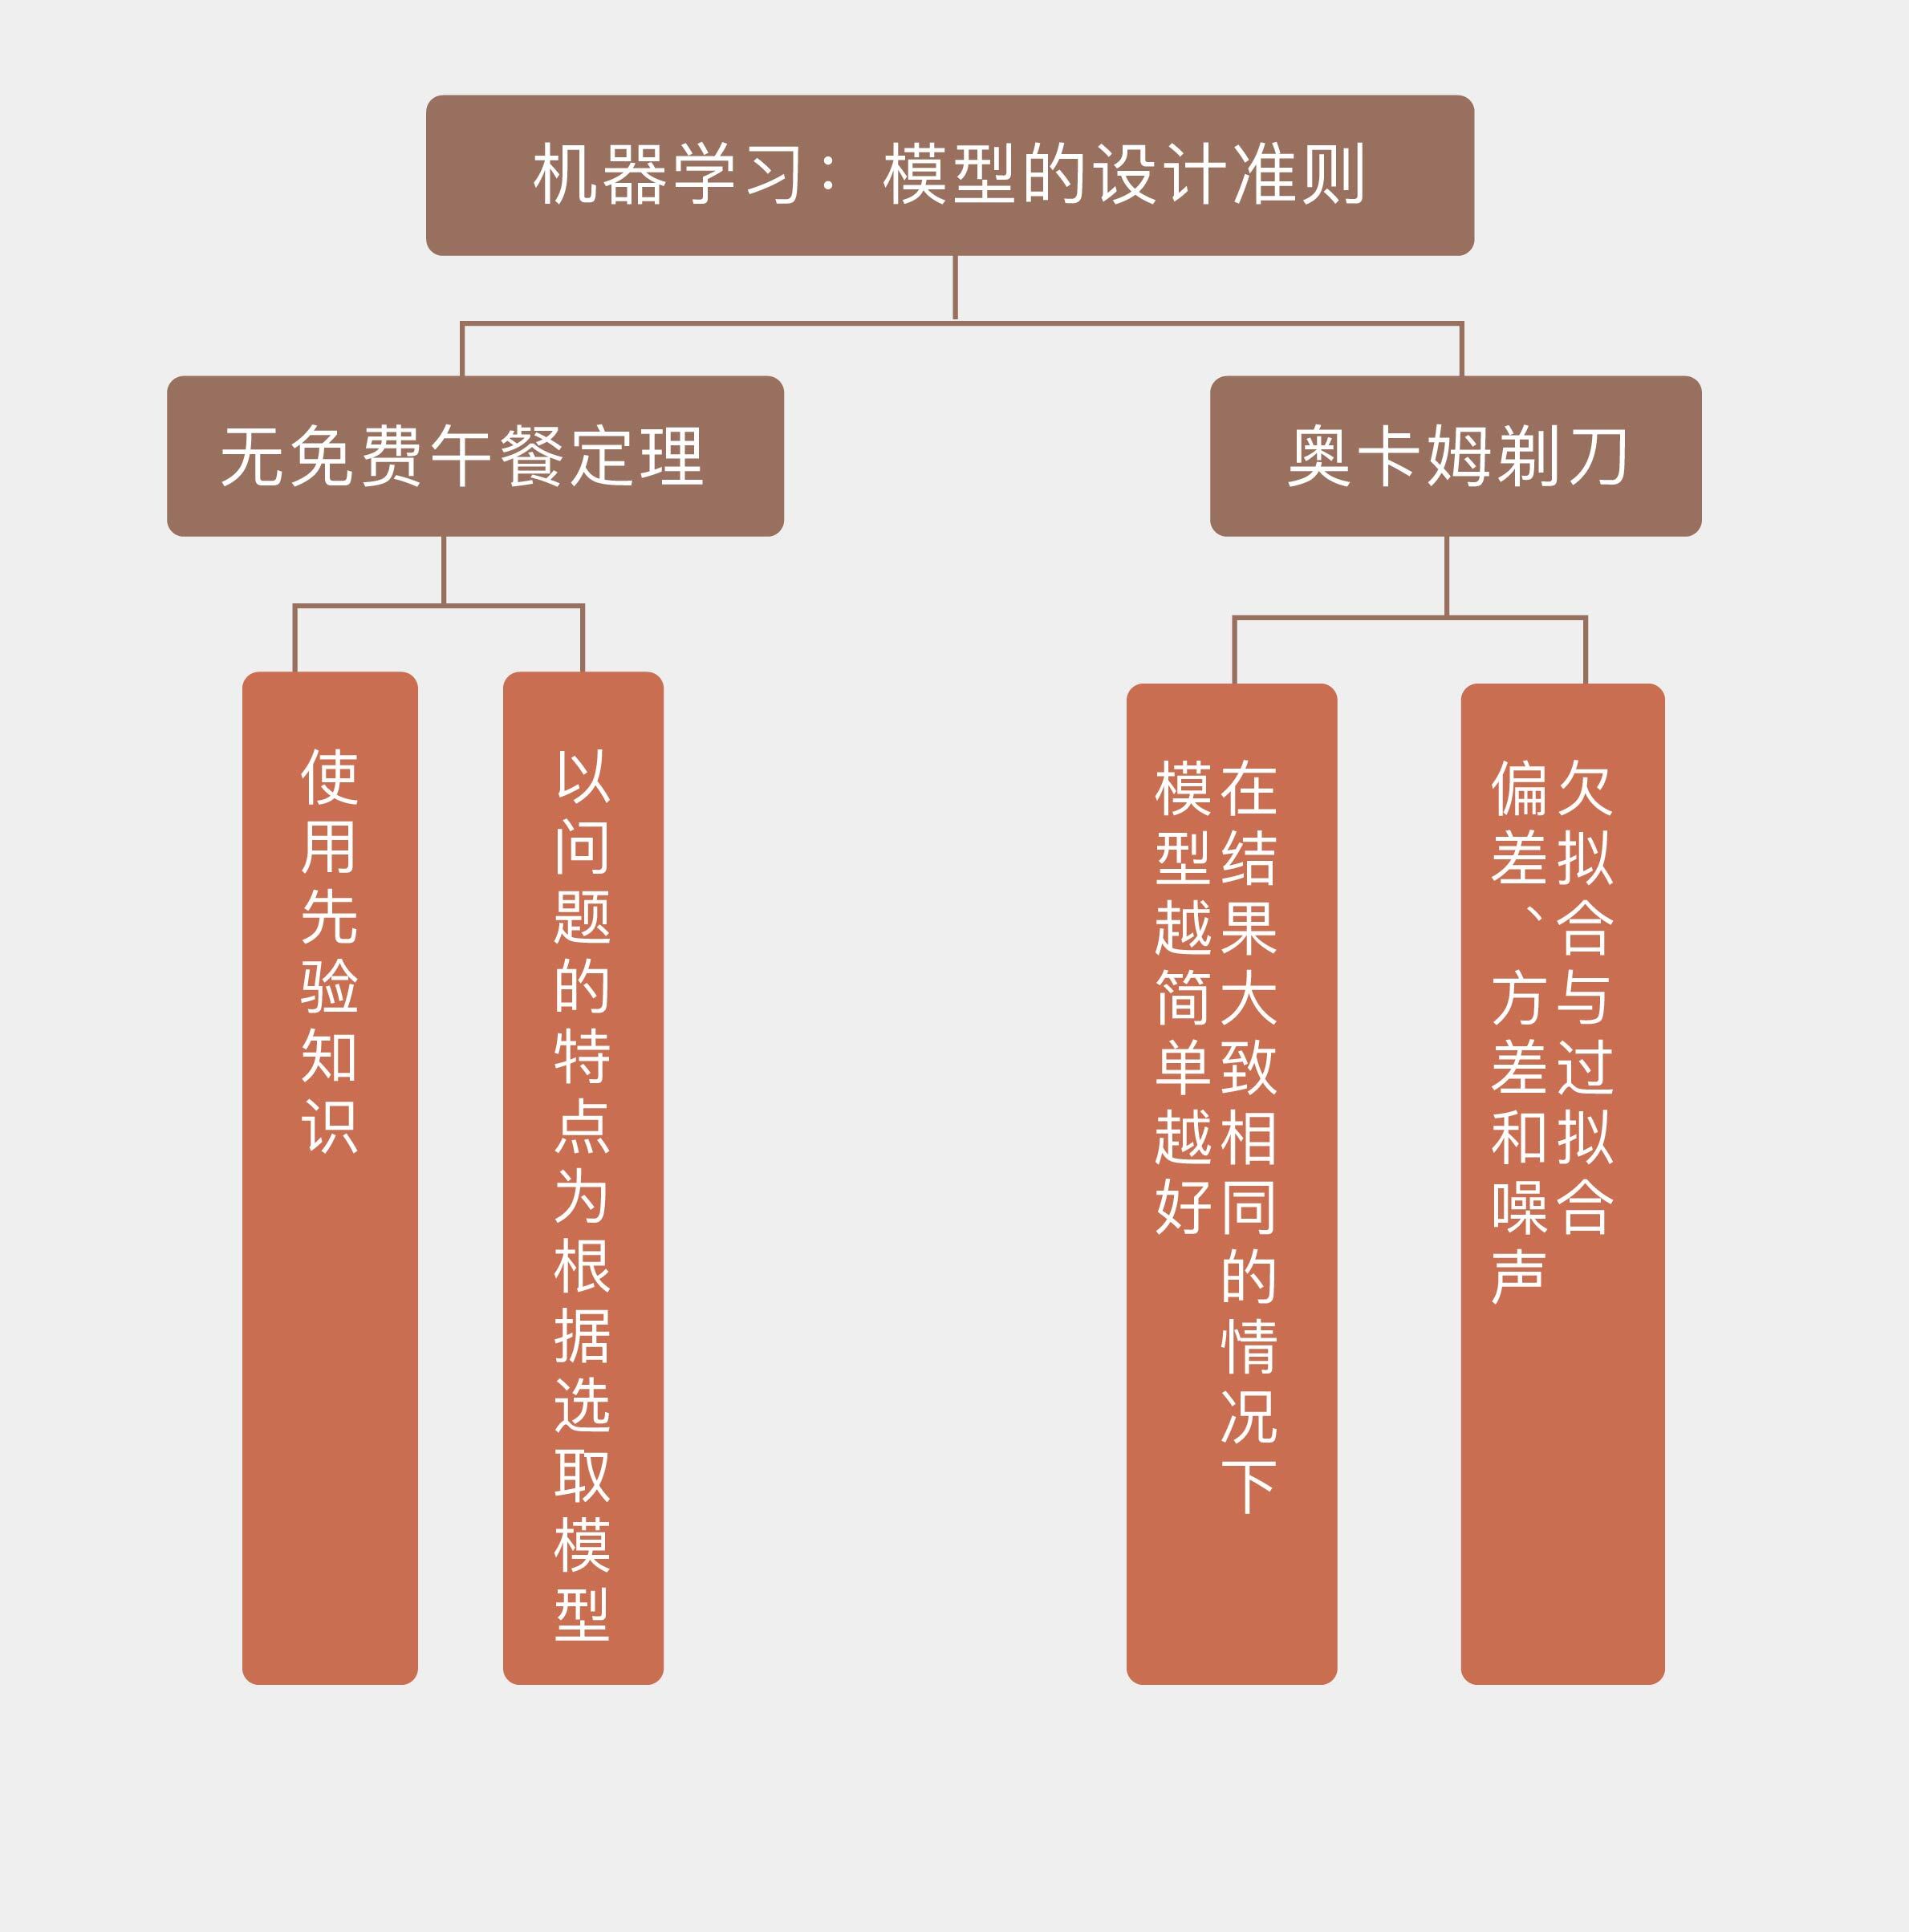 机器学习：模型的设计准则
无免费午餐定理
奥卡姆剃刀
使用先验知识
以问题的特点为根据选取模型
在结果大致相同的情况下
模型越简单越好
欠拟合与过拟合
偏差、方差和噪声